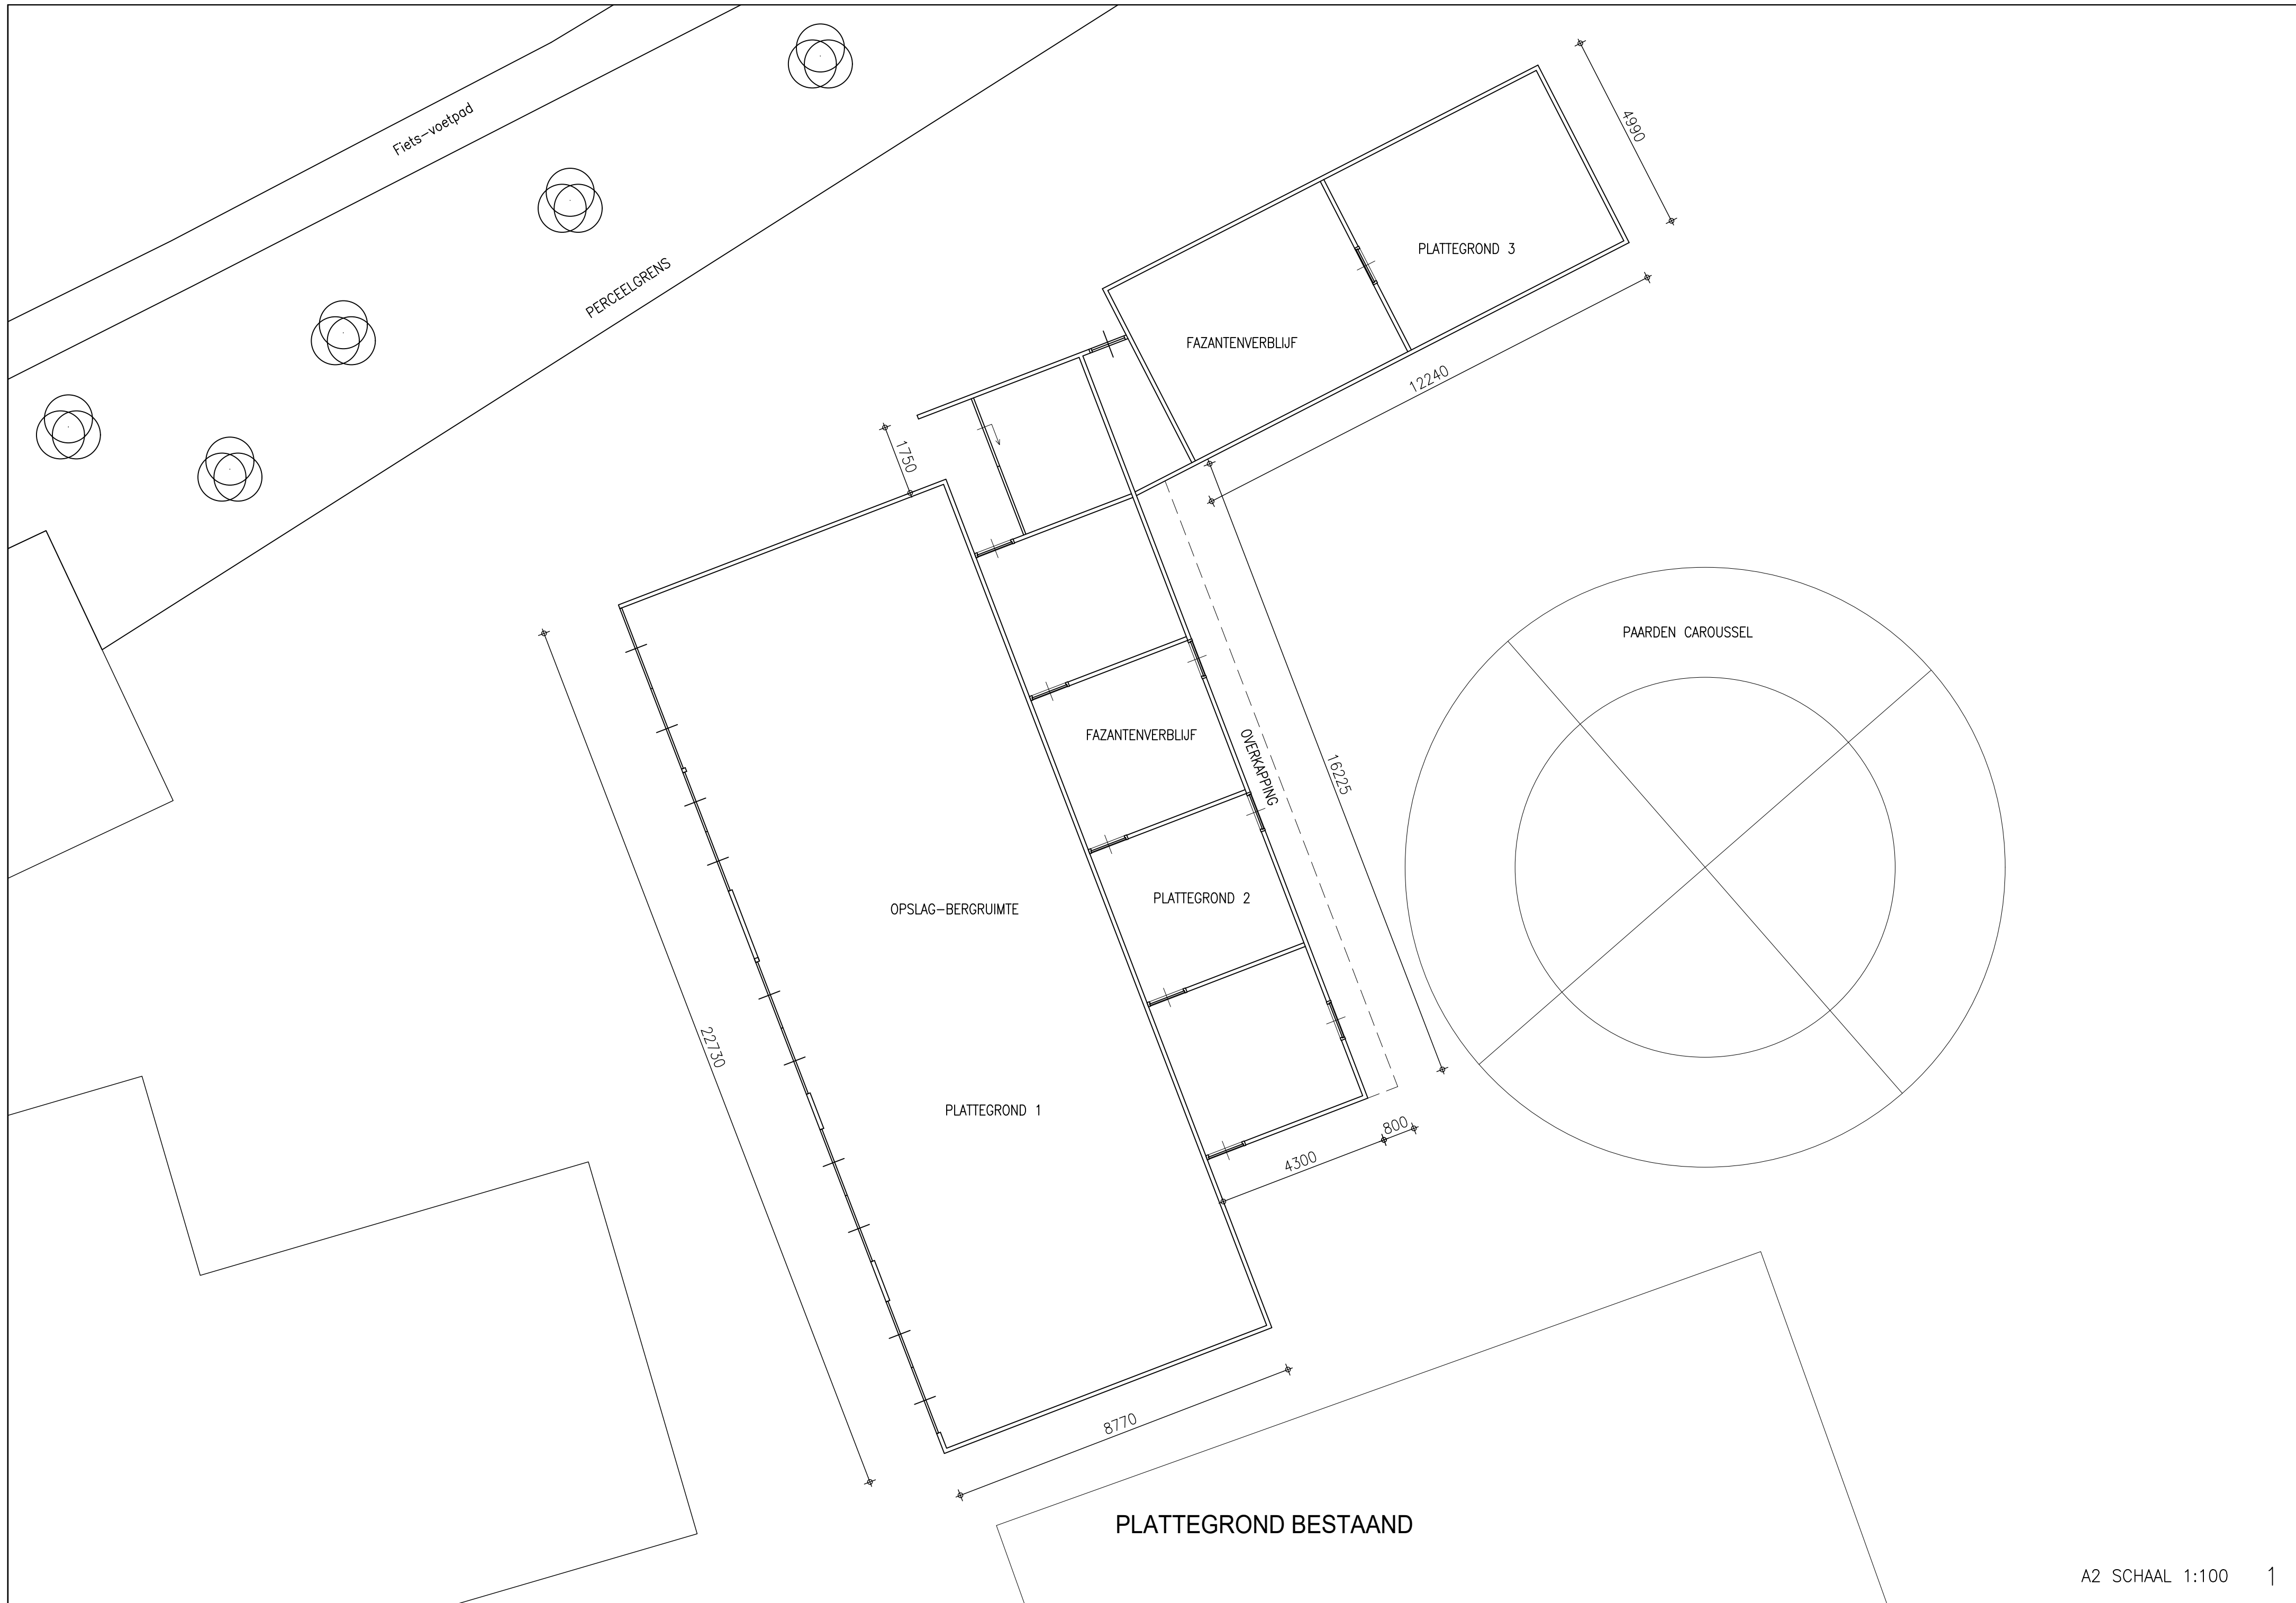 Fiets-voetpad
PERCEELGRENS
4990
PLATTEGROND 3
FAZANTENVERBLIJF
12240
1750
PAARDEN CAROUSSEL
FAZANTENVERBLIJF
OVERKAPPING
16225
PLATTEGROND 2
OPSLAG-BERGRUIMTE
22730
PLATTEGROND 1
800
4300
8770
PLATTEGROND BESTAAND
A2 SCHAAL 1:100 1